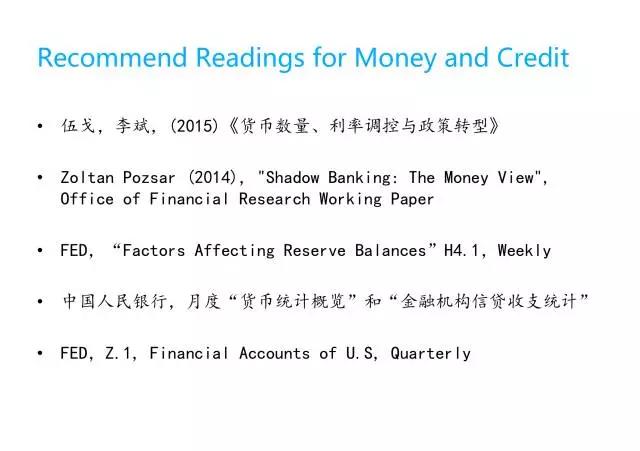 Recommend Readings for Money and Credit
• 伍戈，李斌，(2015)《货币数量、利率调控与政策转型》
• Zoltan Pozsar (2014), "Shadow Banking: The Money View",
Office of Financial Research Working Paper
• FED, “Factors Affecting Reserve Balances”H4.1, Weekly
• 中国人民银行，月度“货币统计概览”和“金融机构信贷收支统计”
• FED, Z.1, Financial Accounts of U.S, Quarterly